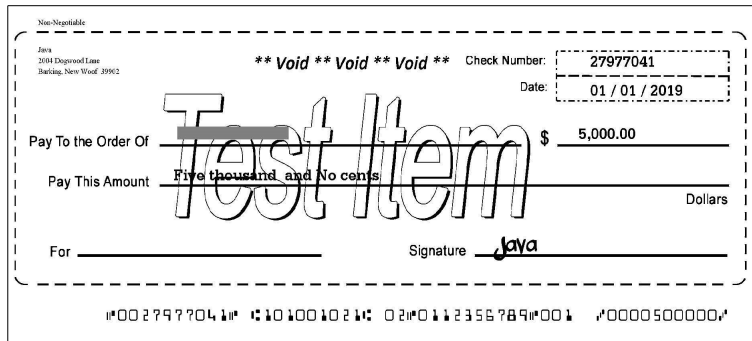 Non-Negotiable
Java
2004 Dogwood Lane
Barking, New Woof 39902
** Void ** Void ** Void **
Check Number: 27977041
Date: 01 / 01 / 2019
Test Item
Pay To the Order Of $ 5,000.00
Pay This Amount Five thousand and No cents
Dollars
For
Signature Java
⑈0027977041⑈ ⑆101001021⑆ 02⑈0112356789⑈001 ⑇0000500000⑇